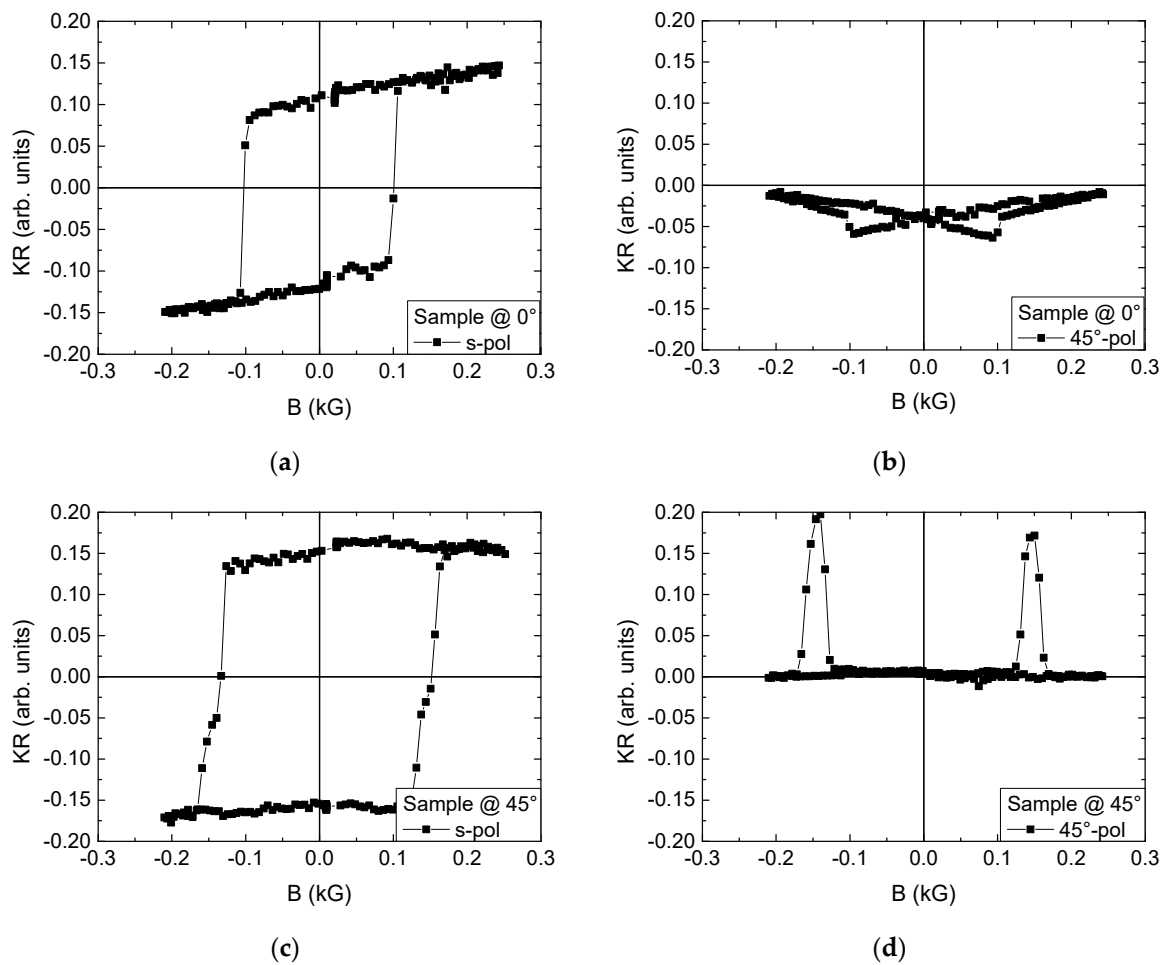 0.20
0.15
0.10
0.05
0.00
-0.05
-0.10
-0.15
-0.20
KR (arb. units)
Sample @ 0°
s-pol
-0.3 -0.2 -0.1 0.0 0.1 0.2 0.3
B (kG)
(a)
0.20
0.15
0.10
0.05
0.00
-0.05
-0.10
-0.15
-0.20
KR (arb. units)
Sample @ 0°
45°-pol
-0.3 -0.2 -0.1 0.0 0.1 0.2 0.3
B (kG)
(b)
0.20
0.15
0.10
0.05
0.00
-0.05
-0.10
-0.15
-0.20
KR (arb. units)
Sample @ 45°
s-pol
-0.3 -0.2 -0.1 0.0 0.1 0.2 0.3
B (kG)
(c)
0.20
0.15
0.10
0.05
0.00
-0.05
-0.10
-0.15
-0.20
KR (arb. units)
Sample @ 45°
45°-pol
-0.3 -0.2 -0.1 0.0 0.1 0.2 0.3
B (kG)
(d)